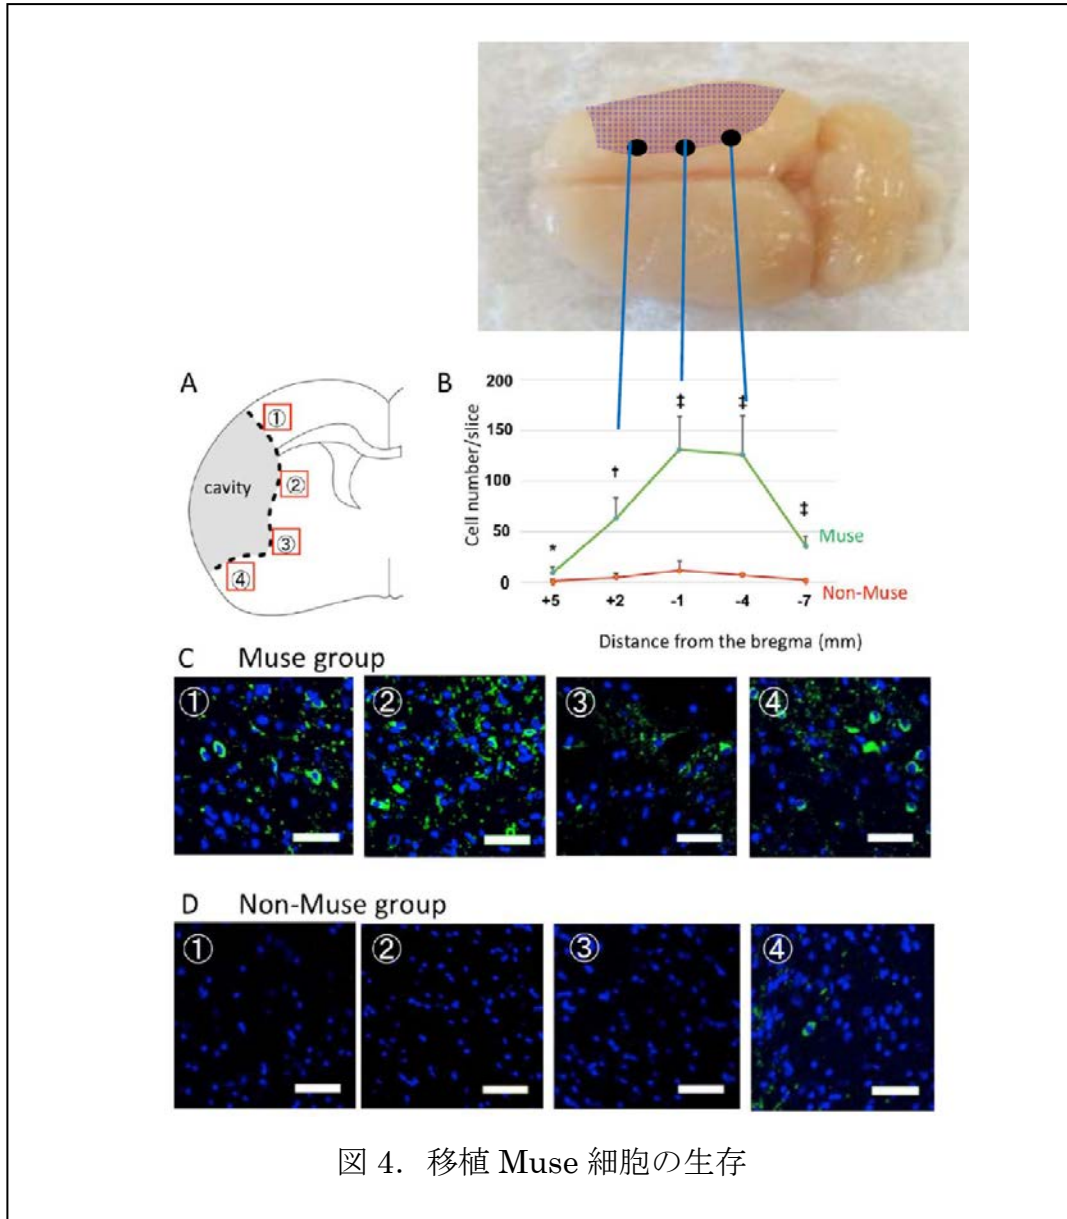 A
①
cavity
②
③
④
B
200
150
100
50
0
Cell number/slice
*
†
‡
‡
‡
Muse
Non-Muse
+5 +2 -1 -4 -7
Distance from the bregma (mm)
C Muse group
① ② ③ ④
D Non-Muse group
① ② ③ ④
図 4. 移植 Muse 細胞の生存